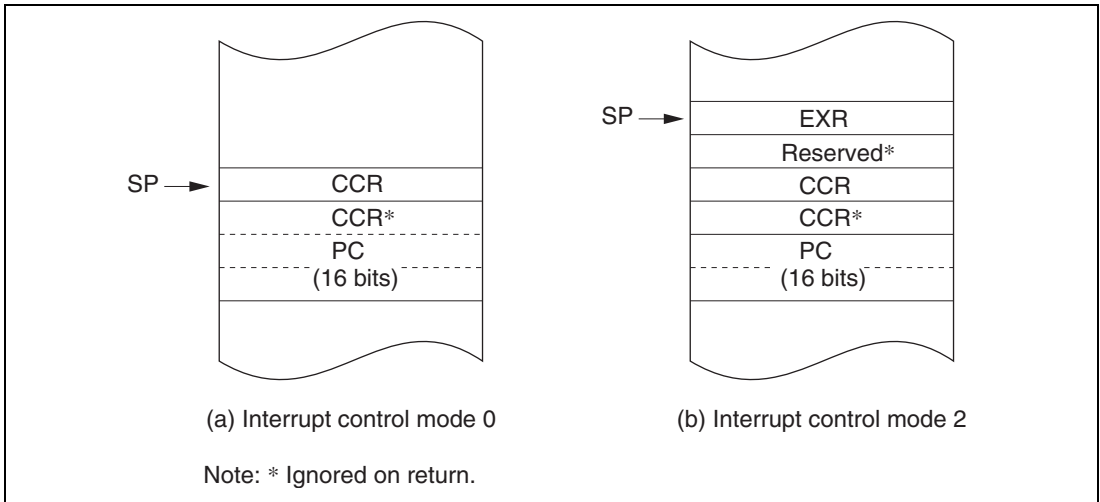 SP
CCR
CCR*
PC
(16 bits)
(a) Interrupt control mode 0
SP
EXR
Reserved*
CCR
CCR*
PC
(16 bits)
(b) Interrupt control mode 2
Note: * Ignored on return.